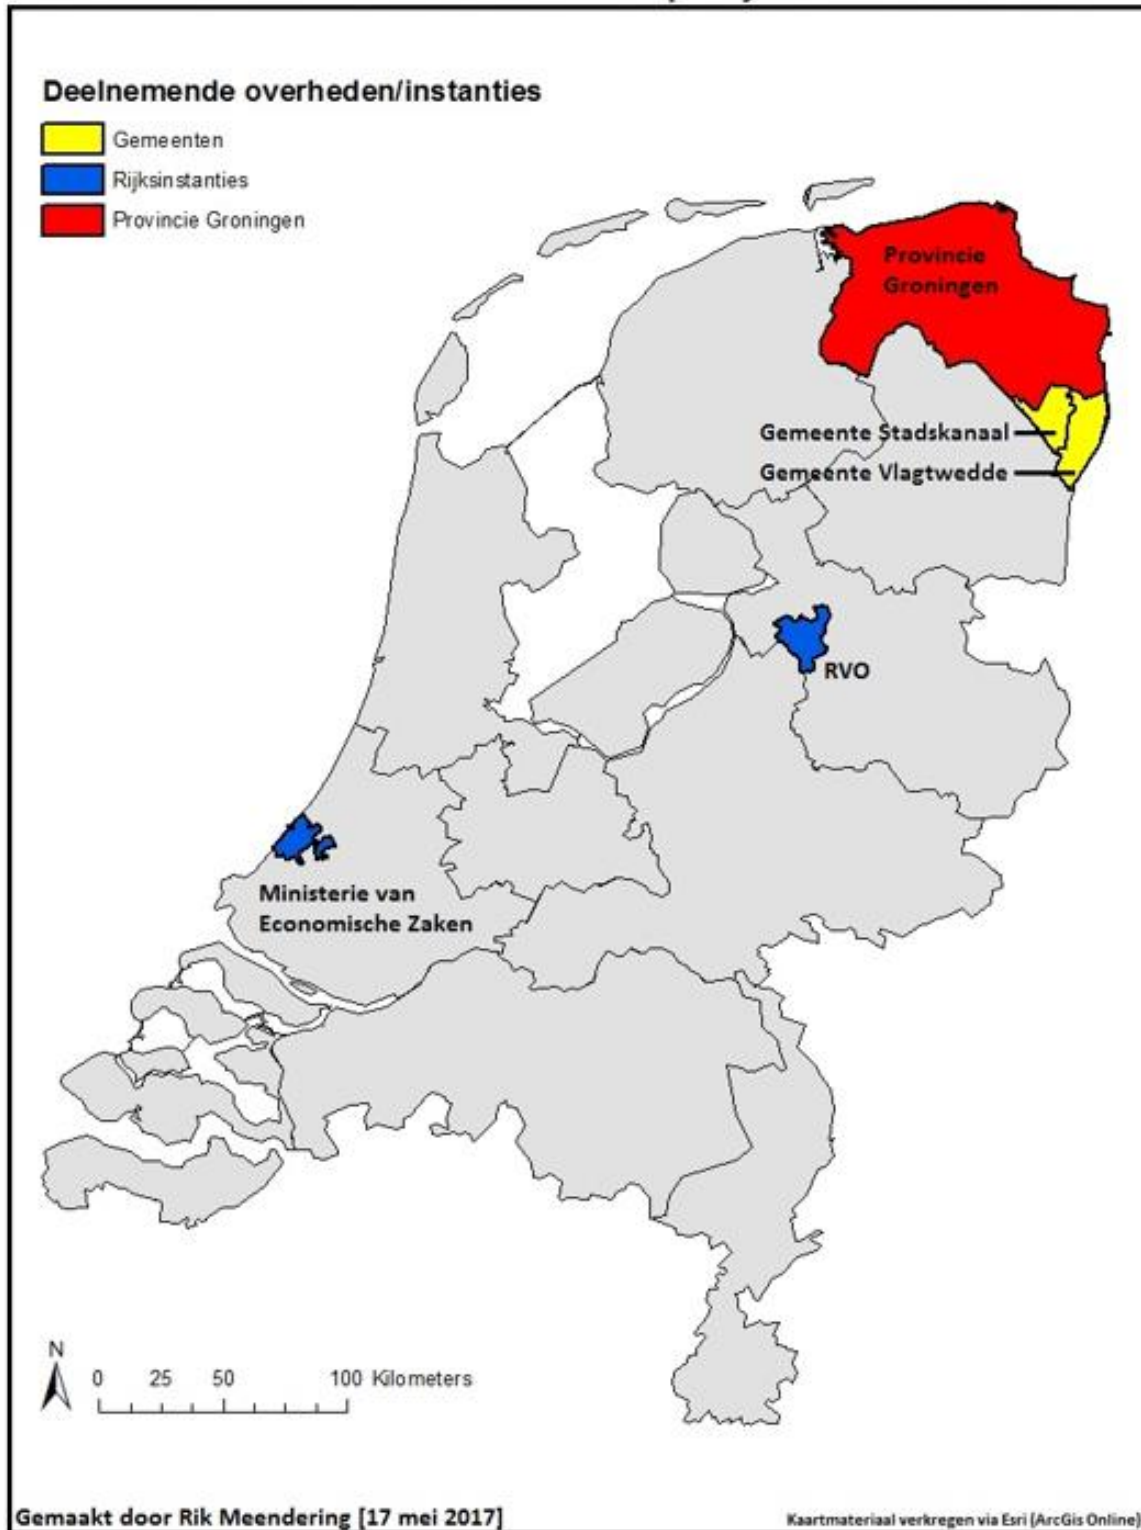 Deelnemende overheden/instanties
Gemeenten
Rijksinstanties
Provincie Groningen
Provincie
Groningen
Gemeente Stadskanaal
Gemeente Vlagtwedde
RVO
Ministerie van
Economische Zaken
N
0 25 50 100 Kilometers
Gemaakt door Rik Meendering [17 mei 2017]
Kaartmateriaal verkregen via Esri (ArcGis Online)